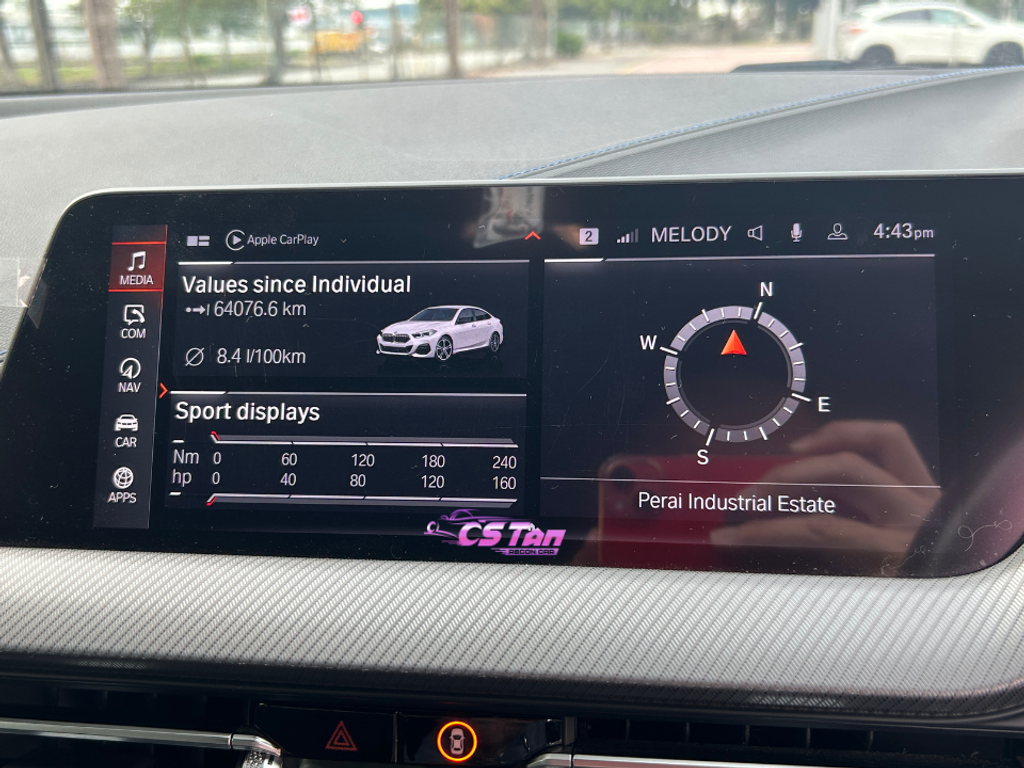 Apple CarPlay
2 MELODY 4:43pm
MEDIA
COM
NAV
CAR
APPS
Values since Individual
64076.6 km
8.4 l/100km
Sport displays
Nm 0 60 120 180 240
hp 0 40 80 120 160
N
W
E
S
Perai Industrial Estate
CS Tan
RECON CAR